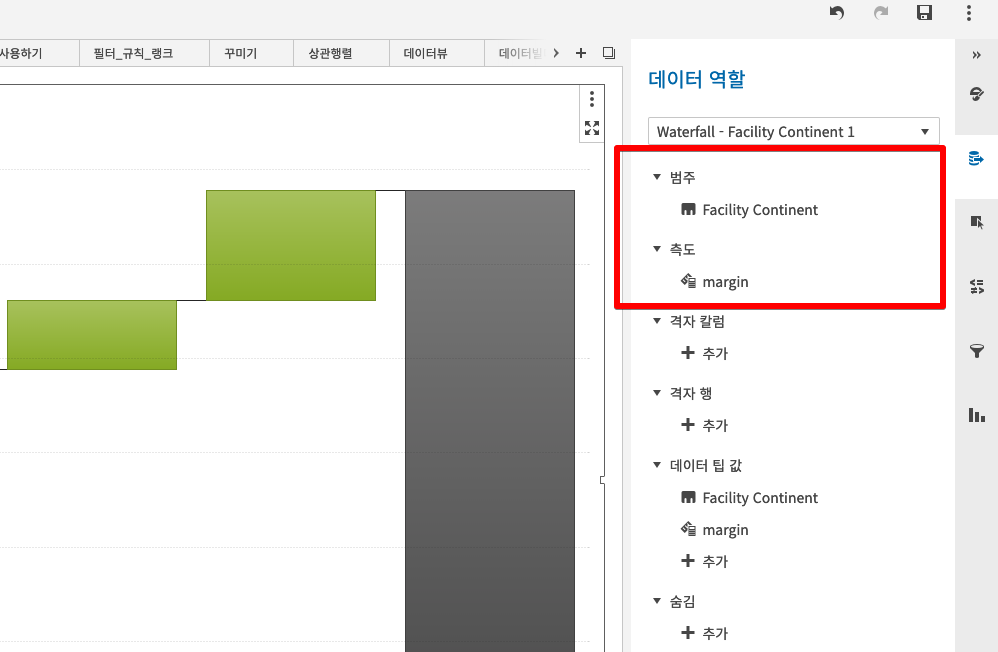 사용하기
필터_규칙_랭크
꾸미기
상관행렬
데이터뷰
데이터빌
데이터 역할
Waterfall - Facility Continent 1
범주
Facility Continent
측도
margin
격자 칼럼
추가
격자 행
추가
데이터 팁 값
Facility Continent
margin
추가
숨김
추가